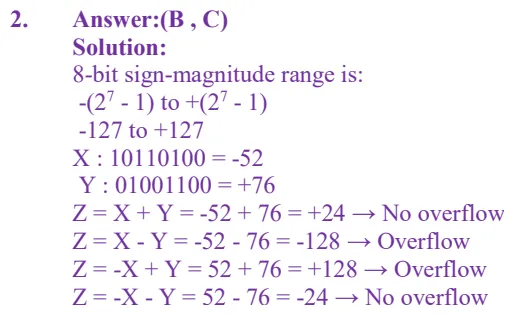 2. Answer:(B , C)
Solution:
8-bit sign-magnitude range is:
-(2⁷ - 1) to +(2⁷ - 1)
-127 to +127
X : 10110100 = -52
Y : 01001100 = +76
Z = X + Y = -52 + 76 = +24 → No overflow
Z = X - Y = -52 - 76 = -128 → Overflow
Z = -X + Y = 52 + 76 = +128 → Overflow
Z = -X - Y = 52 - 76 = -24 → No overflow